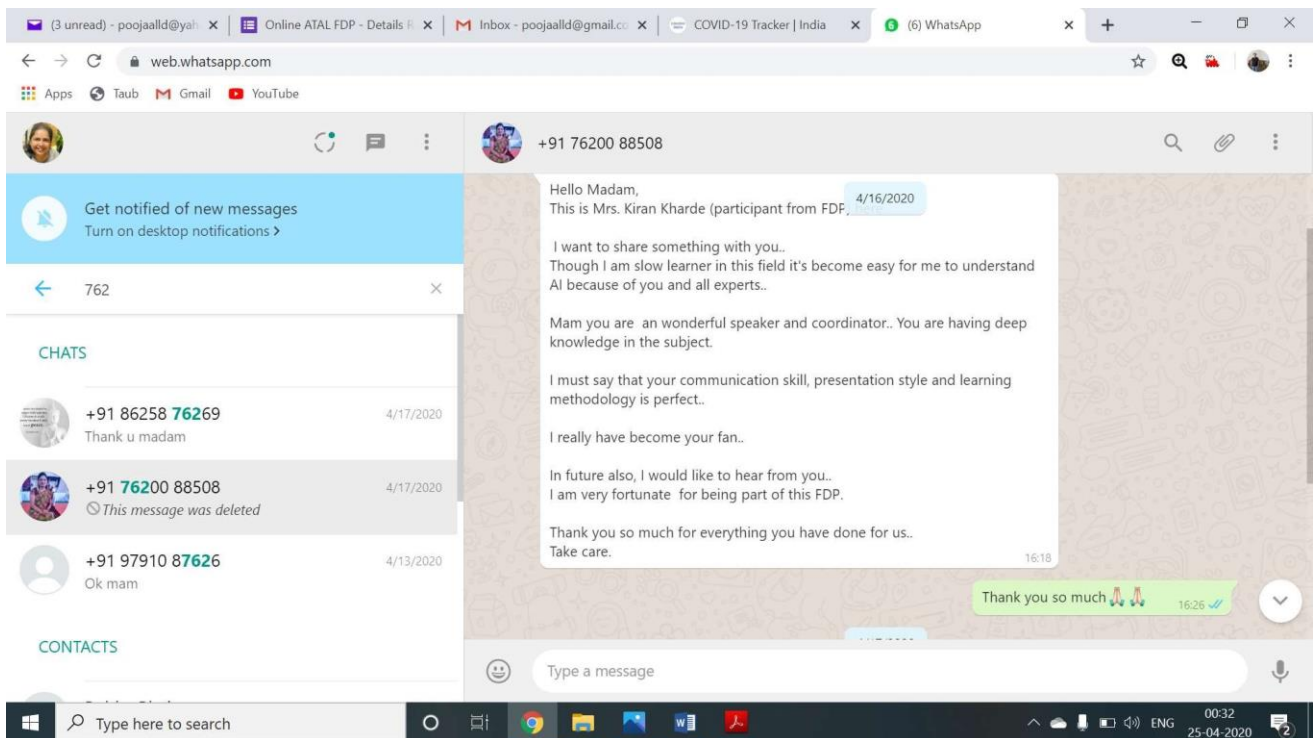 (3 unread) - poojaalld@yah
Online ATAL FDP - Details R
Inbox - poojaalld@gmail.co
COVID-19 Tracker | India
(6) WhatsApp
web.whatsapp.com
Apps
Taub
Gmail
YouTube
+91 76200 88508
Get notified of new messages
Turn on desktop notifications >
762
CHATS
+91 86258 76269
4/17/2020
Thank u madam
+91 76200 88508
4/17/2020
This message was deleted
+91 97910 87626
4/13/2020
Ok mam
CONTACTS
4/16/2020
Hello Madam,
This is Mrs. Kiran Kharde (participant from FDP)
I want to share something with you..
Though I am slow learner in this field it's become easy for me to understand
AI because of you and all experts..
Mam you are an wonderful speaker and coordinator.. You are having deep
knowledge in the subject.
I must say that your communication skill, presentation style and learning
methodology is perfect..
I really have become your fan..
In future also, I would like to hear from you..
I am very fortunate for being part of this FDP.
Thank you so much for everything you have done for us..
Take care.
16:18
Thank you so much 🙏🏻 🙏🏻
16:26
Type a message
Type here to search
ENG
00:32
25-04-2020
2